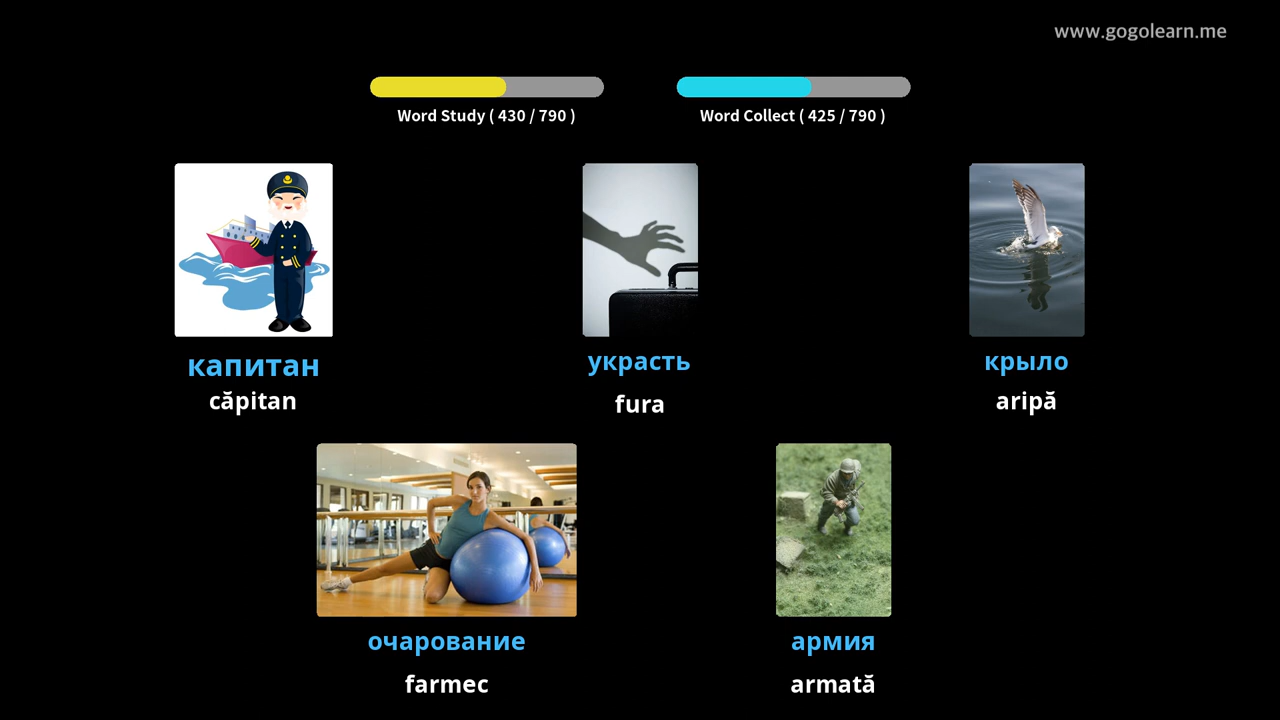 www.gogolearn.me
Word Study ( 430 / 790 )
Word Collect ( 425 / 790 )
капитан
căpitan
украсть
fura
крыло
aripă
очарование
farmec
армия
armată